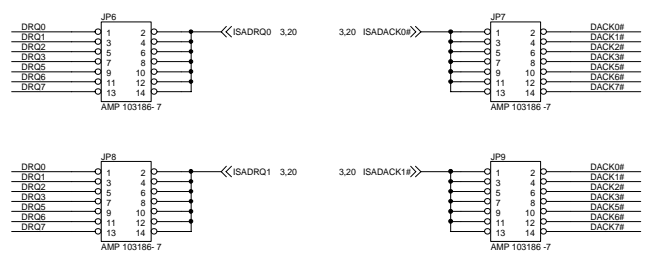 JP6
DRQ0 1 2 ISADRQ0 3,20
DRQ1 3 4
DRQ2 5 6
DRQ3 7 8
DRQ5 9 10
DRQ6 11 12
DRQ7 13 14
AMP 103186- 7
JP7
3,20 ISADACK0# 1 2 DACK0#
3 4 DACK1#
5 6 DACK2#
7 8 DACK3#
9 10 DACK5#
11 12 DACK6#
13 14 DACK7#
AMP 103186 -7
JP8
DRQ0 1 2 ISADRQ1 3,20
DRQ1 3 4
DRQ2 5 6
DRQ3 7 8
DRQ5 9 10
DRQ6 11 12
DRQ7 13 14
AMP 103186- 7
JP9
3,20 ISADACK1# 1 2 DACK0#
3 4 DACK1#
5 6 DACK2#
7 8 DACK3#
9 10 DACK5#
11 12 DACK6#
13 14 DACK7#
AMP 103186 -7